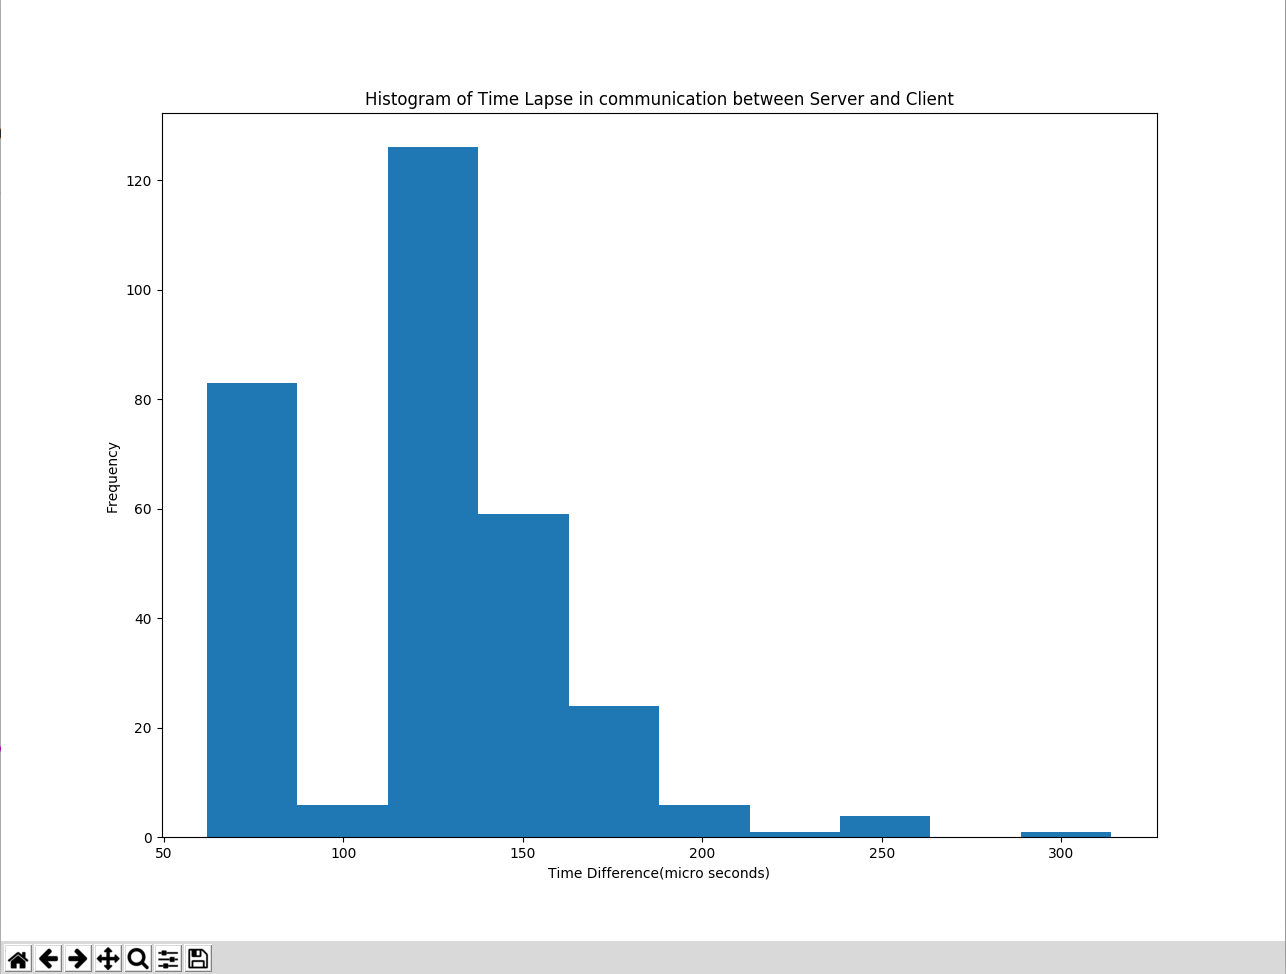 Histogram of Time Lapse in communication between Server and Client
120
100
80
60
40
20
0
Frequency
50 100 150 200 250 300
Time Difference(micro seconds)